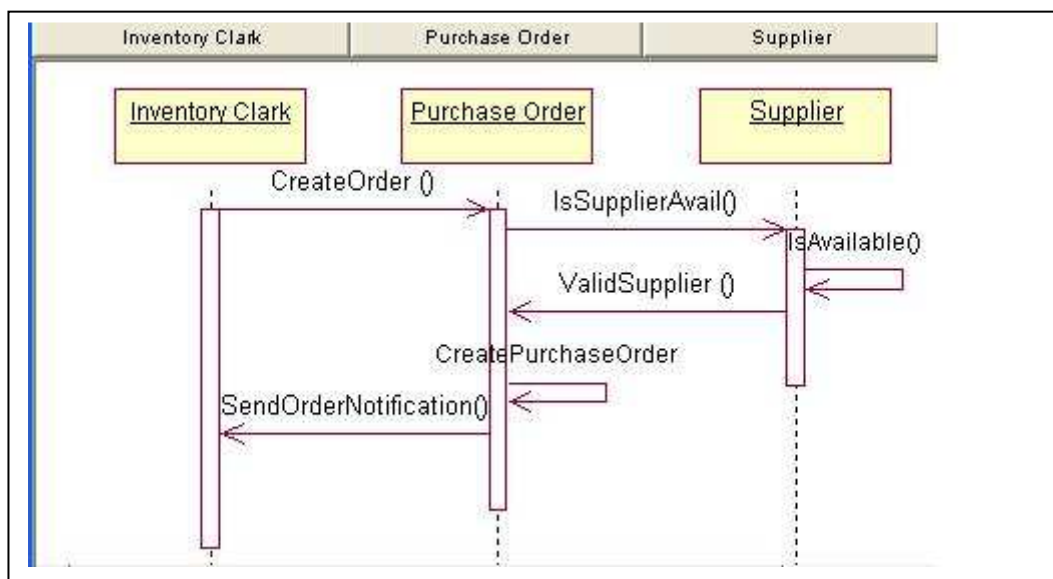 Inventory Clark Purchase Order Supplier
Inventory Clark Purchase Order Supplier
CreateOrder ()
IsSupplierAvail()
IsAvailable()
ValidSupplier ()
CreatePurchaseOrder
SendOrderNotification()